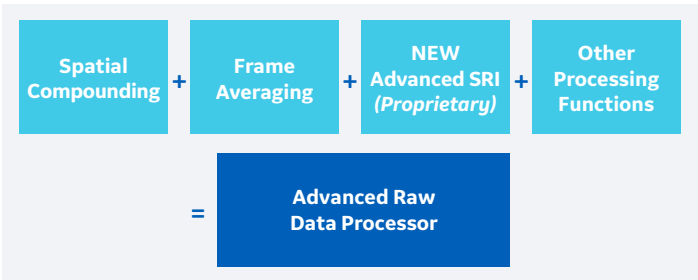 Spatial
Compounding
+
Frame
Averaging
+
NEW
Advanced SRI
(Proprietary)
+
Other
Processing
Functions
=
Advanced Raw
Data Processor